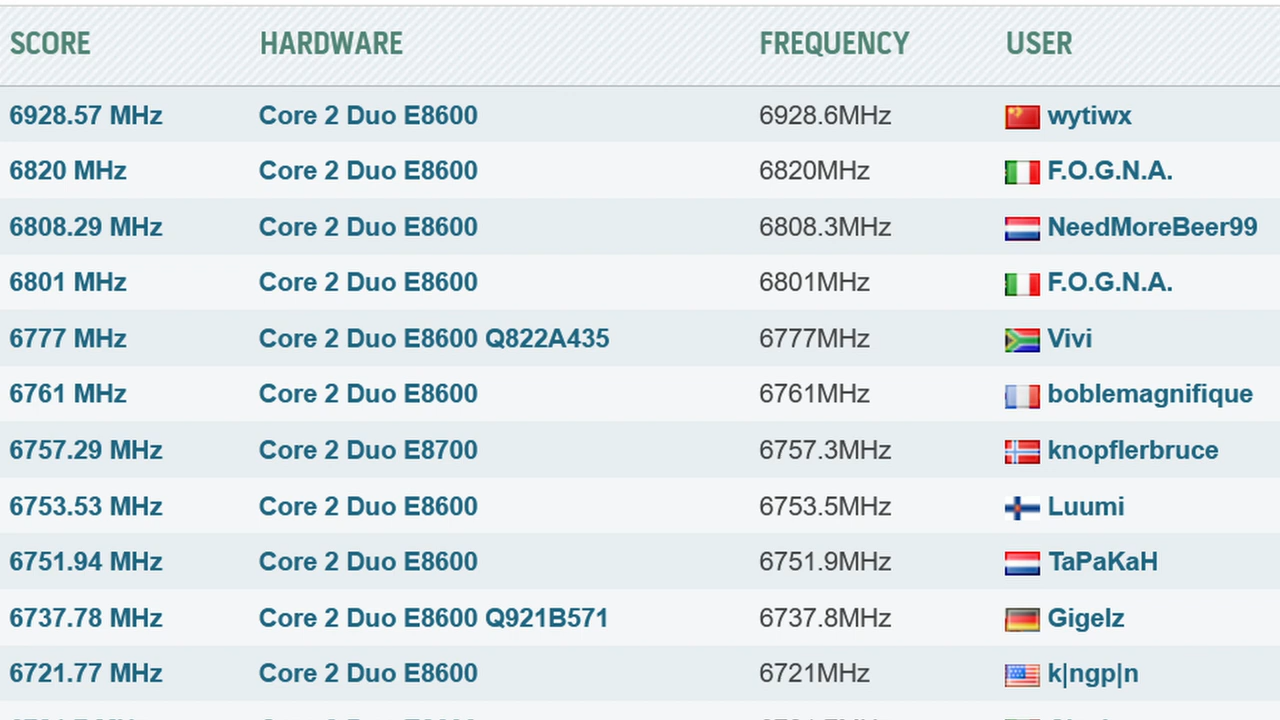 SCORE HARDWARE FREQUENCY USER
6928.57 MHz Core 2 Duo E8600 6928.6MHz wytiwx
6820 MHz Core 2 Duo E8600 6820MHz F.O.G.N.A.
6808.29 MHz Core 2 Duo E8600 6808.3MHz NeedMoreBeer99
6801 MHz Core 2 Duo E8600 6801MHz F.O.G.N.A.
6777 MHz Core 2 Duo E8600 Q822A435 6777MHz Vivi
6761 MHz Core 2 Duo E8600 6761MHz boblemagnifique
6757.29 MHz Core 2 Duo E8700 6757.3MHz knopflerbruce
6753.53 MHz Core 2 Duo E8600 6753.5MHz Luumi
6751.94 MHz Core 2 Duo E8600 6751.9MHz TaPaKaH
6737.78 MHz Core 2 Duo E8600 Q921B571 6737.8MHz Gigelz
6721.77 MHz Core 2 Duo E8600 6721MHz k|ngp|n